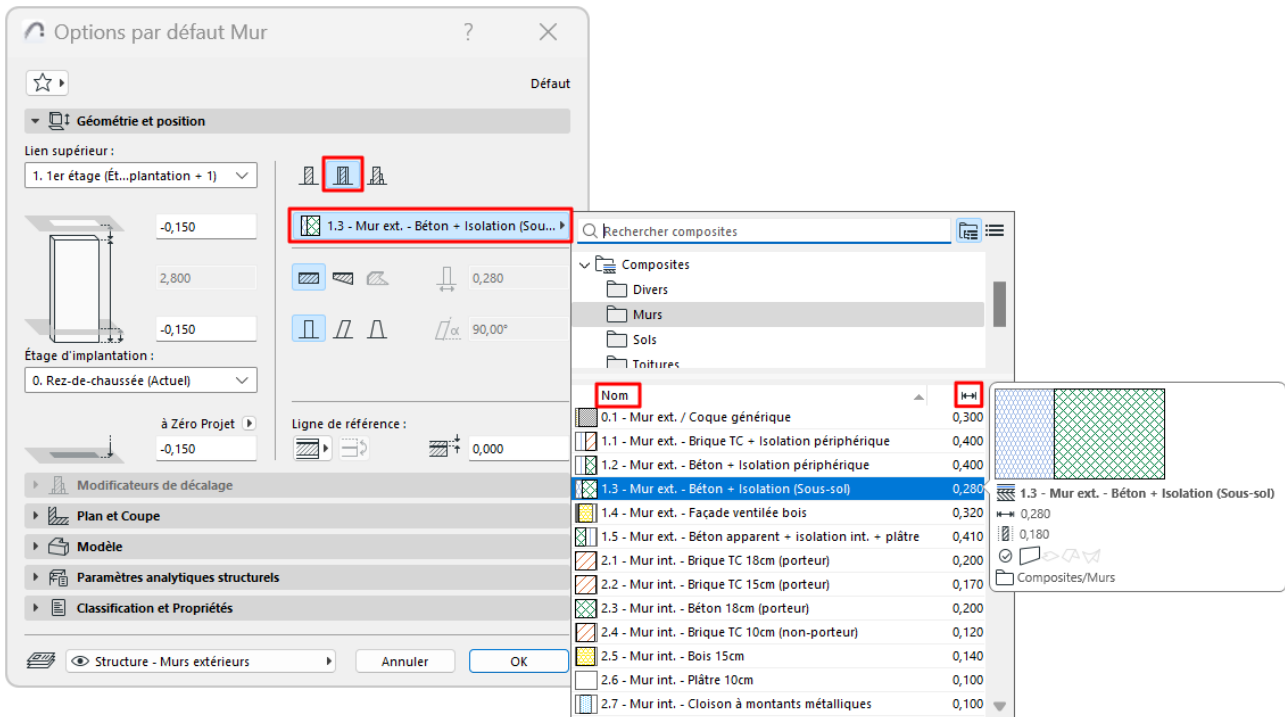 Options par défaut Mur
?
Défaut
Géométrie et position
Lien supérieur :
1. 1er étage (Ét...plantation + 1)
-0,150
1.3 - Mur ext. - Béton + Isolation (Sou...
2,800
0,280
-0,150
α 90,00°
Étage d'implantation :
0. Rez-de-chaussée (Actuel)
à Zéro Projet
Ligne de référence :
-0,150
0,000
Modificateurs de décalage
Plan et Coupe
Modèle
Paramètres analytiques structurels
Classification et Propriétés
Structure - Murs extérieurs
Annuler
OK
Rechercher composites
Composites
Divers
Murs
Sols
Toitures
Nom
0.1 - Mur ext. / Coque générique 0,300
1.1 - Mur ext. - Brique TC + Isolation périphérique 0,400
1.2 - Mur ext. - Béton + Isolation périphérique 0,400
1.3 - Mur ext. - Béton + Isolation (Sous-sol) 0,280
1.4 - Mur ext. - Façade ventilée bois 0,320
1.5 - Mur ext. - Béton apparent + isolation int. + plâtre 0,410
2.1 - Mur int. - Brique TC 18cm (porteur) 0,200
2.2 - Mur int. - Brique TC 15cm (porteur) 0,170
2.3 - Mur int. - Béton 18cm (porteur) 0,200
2.4 - Mur int. - Brique TC 10cm (non-porteur) 0,120
2.5 - Mur int. - Bois 15cm 0,140
2.6 - Mur int. - Plâtre 10cm 0,100
2.7 - Mur int. - Cloison à montants métalliques 0,100
1.3 - Mur ext. - Béton + Isolation (Sous-sol)
0,280
0,180
Composites/Murs